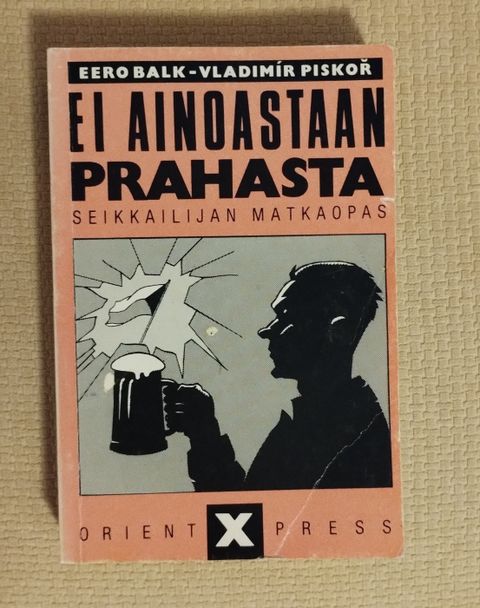 EERO BALK-VLADIMÍR PISKOŘ
EI AINOASTAAN
PRAHASTA
SEIKKAILIJAN MATKAOPAS
ORIENT X PRESS